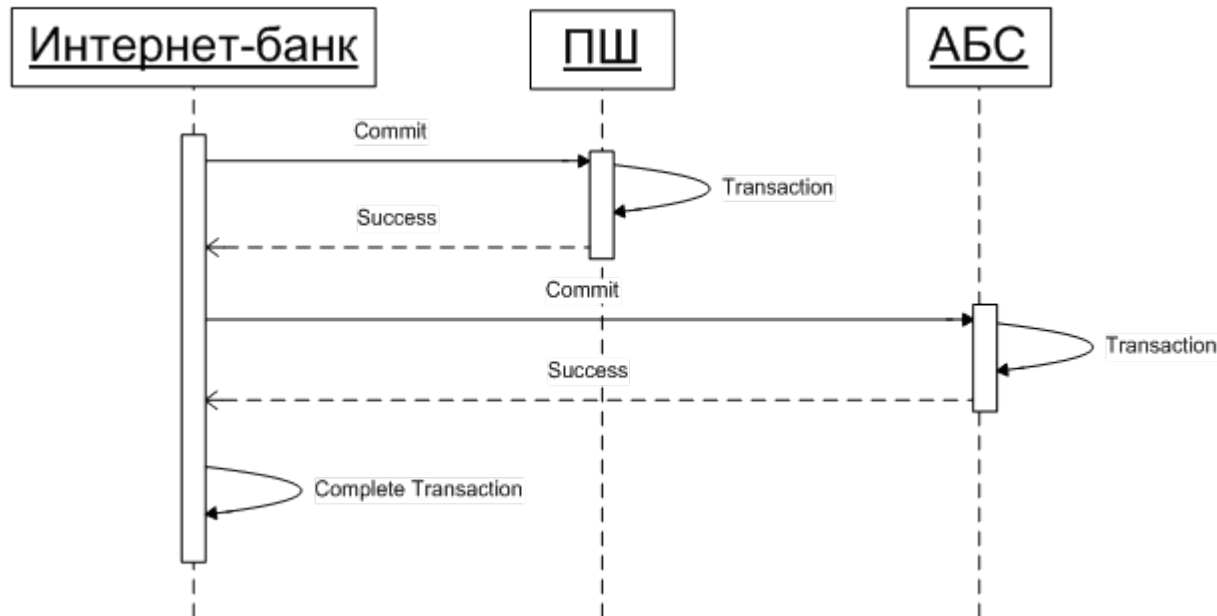 Интернет-банк
ПШ
АБС
Commit
Transaction
Success
Commit
Transaction
Success
Complete Transaction